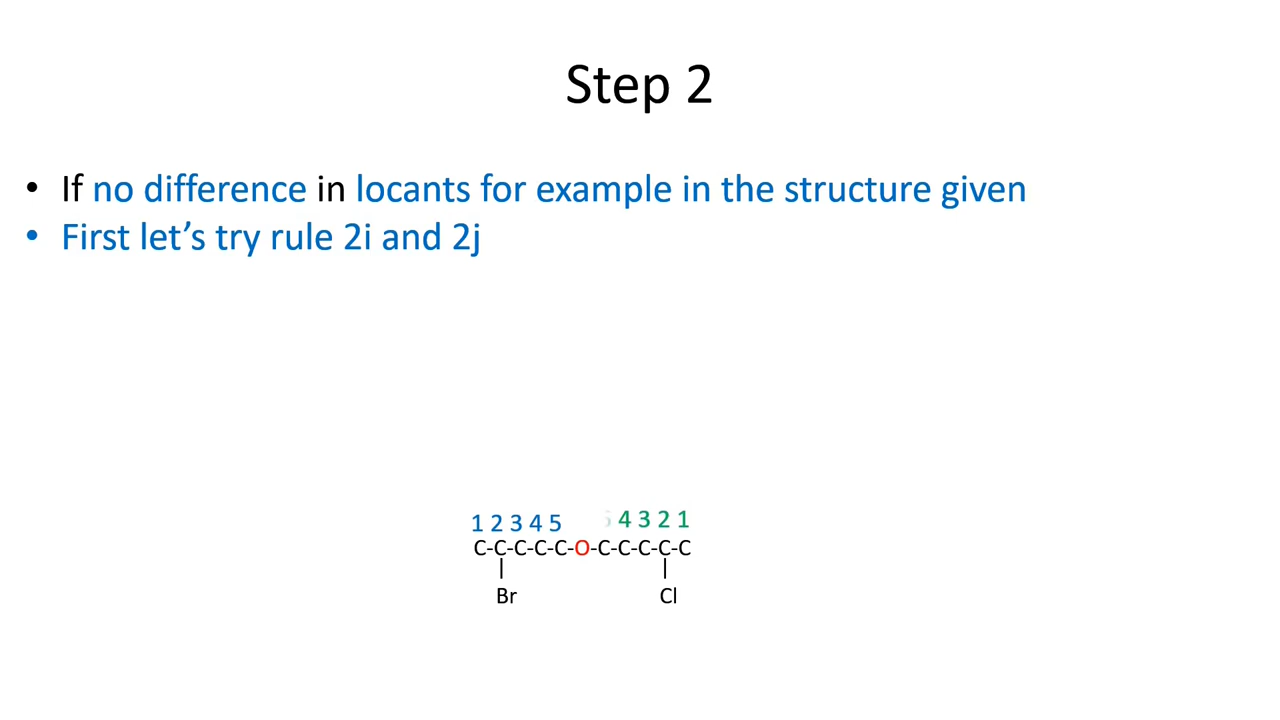 Step 2
• If no difference in locants for example in the structure given
• First let’s try rule 2i and 2j
1 2 3 4 5 5 4 3 2 1
C-C-C-C-C-O-C-C-C-C-C
| |
Br Cl